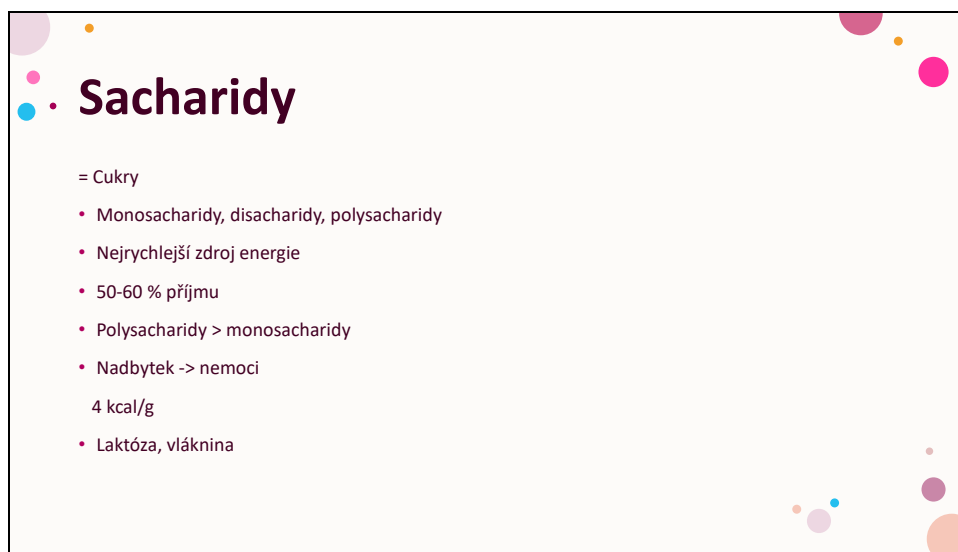 Sacharidy
= Cukry
• Monosacharidy, disacharidy, polysacharidy
• Nejrychlejší zdroj energie
• 50-60 % příjmu
• Polysacharidy > monosacharidy
• Nadbytek -> nemoci
4 kcal/g
• Laktóza, vláknina